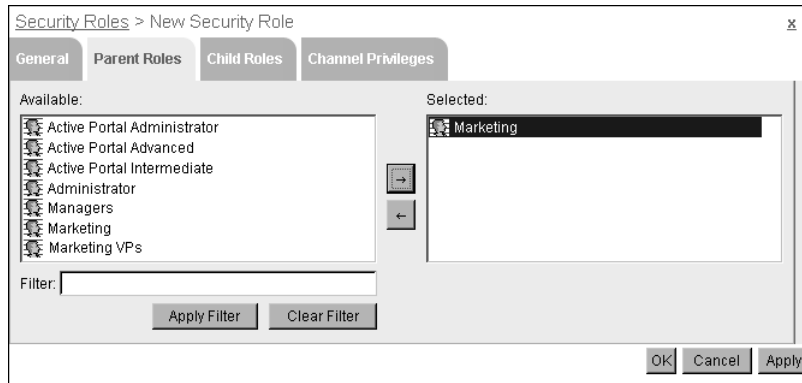 Security Roles > New Security Role
x
General
Parent Roles
Child Roles
Channel Privileges
Available:
Active Portal Administrator
Active Portal Advanced
Active Portal Intermediate
Administrator
Managers
Marketing
Marketing VPs
→
←
Selected:
Marketing
Filter:
Apply Filter
Clear Filter
OK
Cancel
Apply